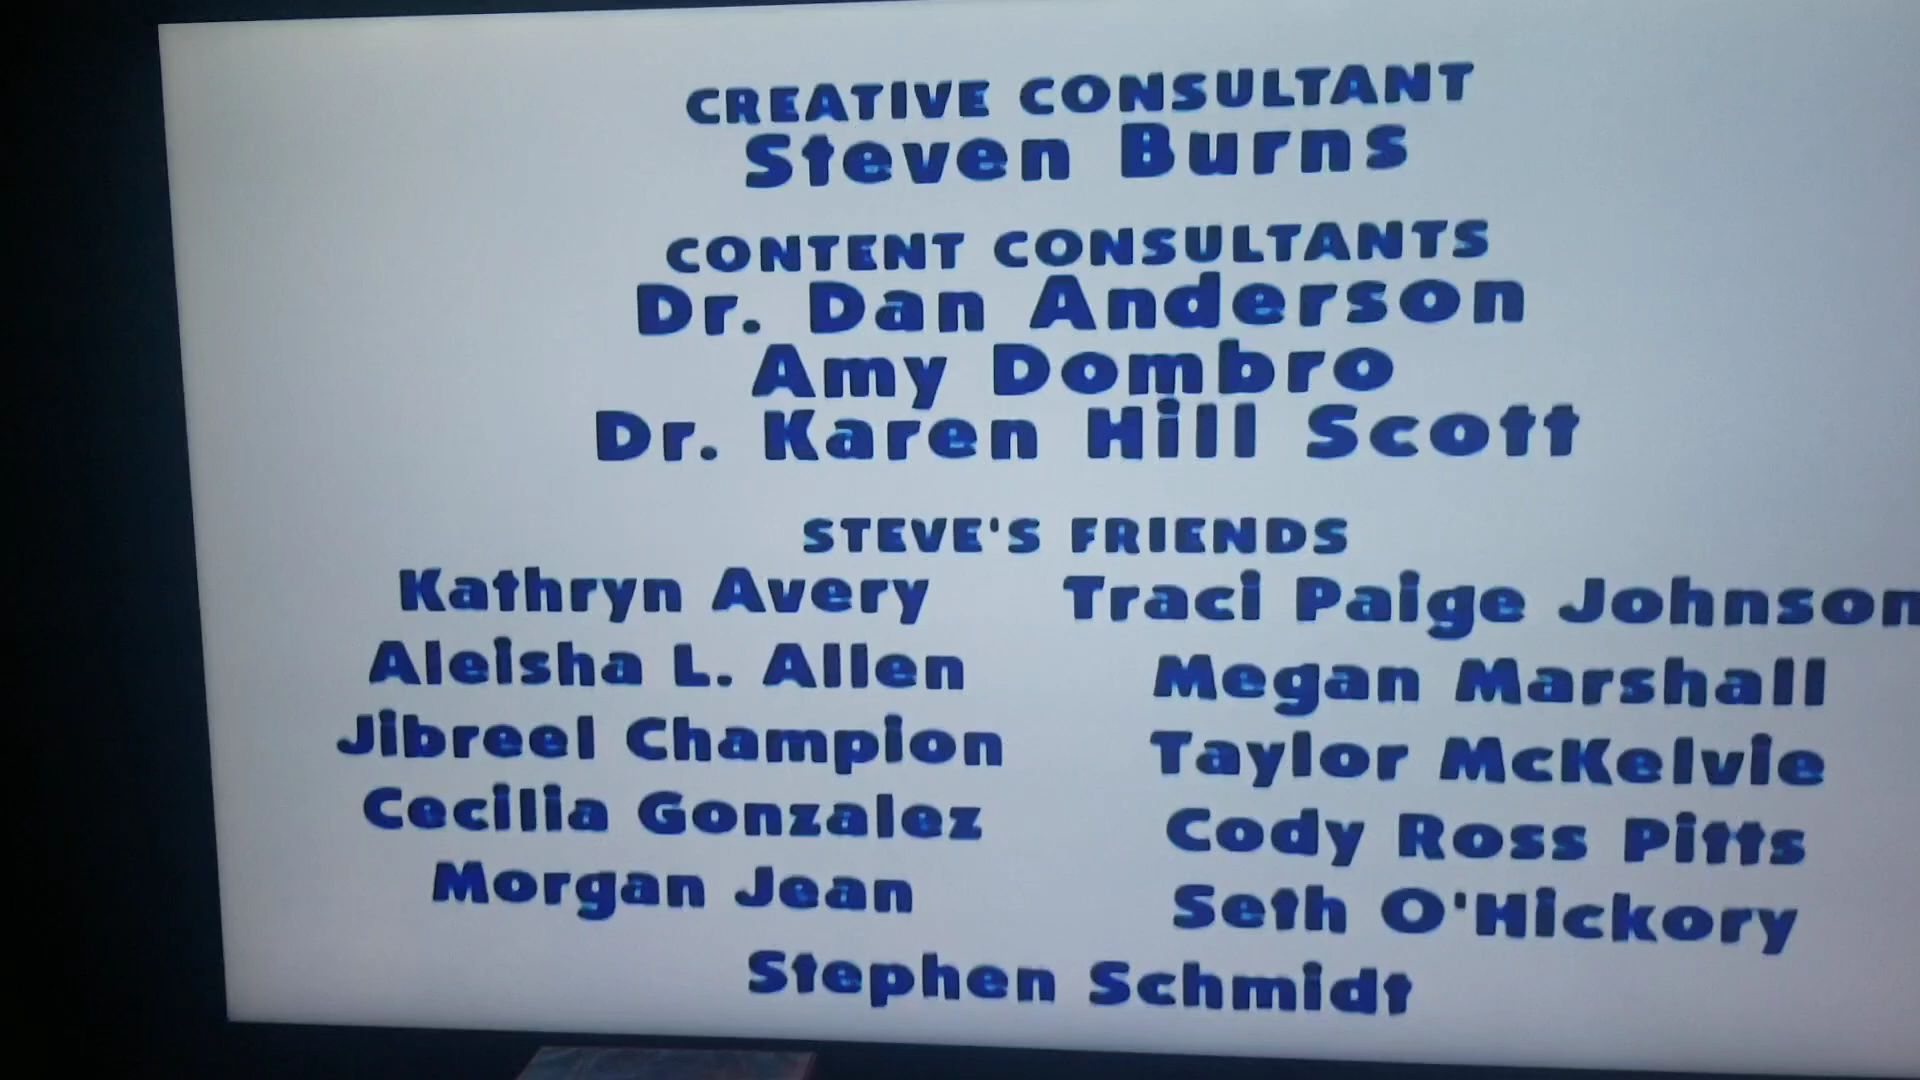 CREATIVE CONSULTANT
Steven Burns
CONTENT CONSULTANTS
Dr. Dan Anderson
Amy Dombro
Dr. Karen Hill Scott
STEVE'S FRIENDS
Kathryn Avery Traci Paige Johnson
Aleisha L. Allen Megan Marshall
Jibreel Champion Taylor McKelvie
Cecilia Gonzalez Cody Ross Pitts
Morgan Jean Seth O'Hickory
Stephen Schmidt